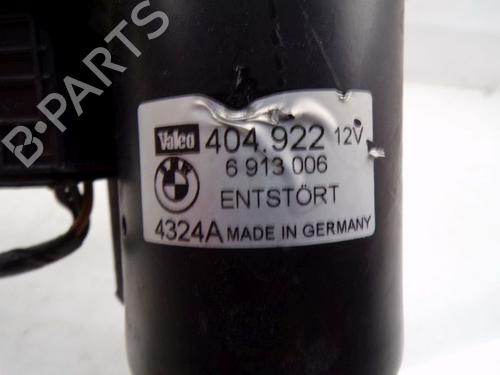 B-PARTS
Valeo 404.922 12V
6 913 006
ENTSTÖRT
4324A MADE IN GERMANY